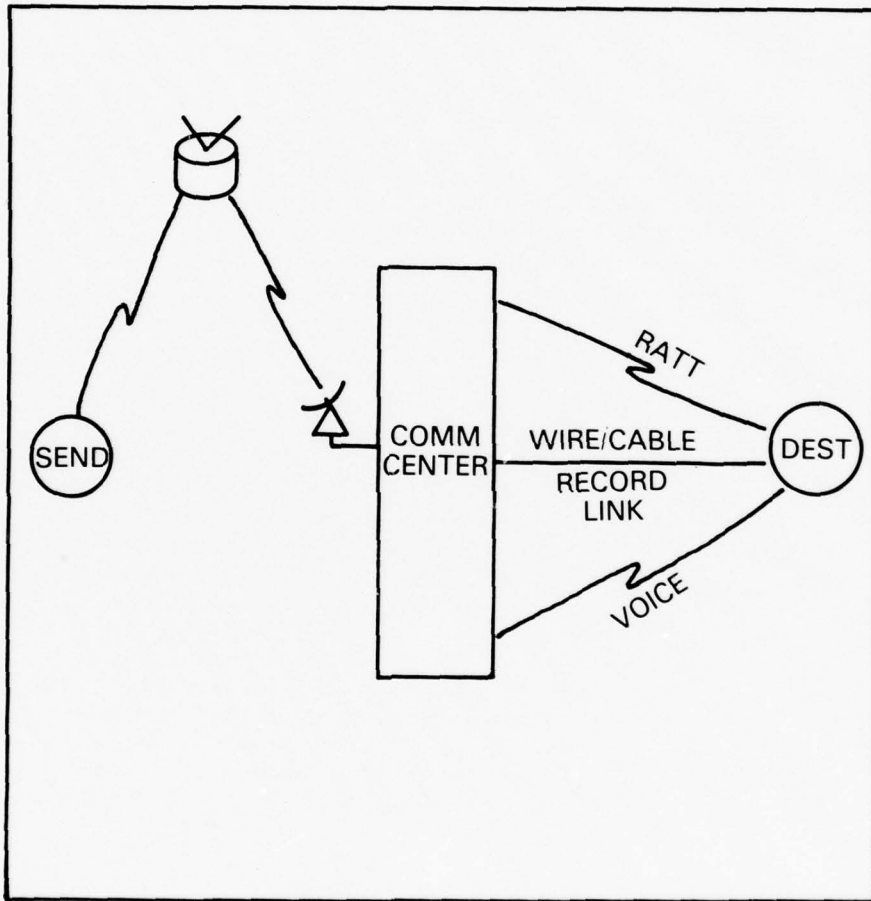 SEND
COMM
CENTER
RATT
WIRE/CABLE
RECORD
LINK
VOICE
DEST